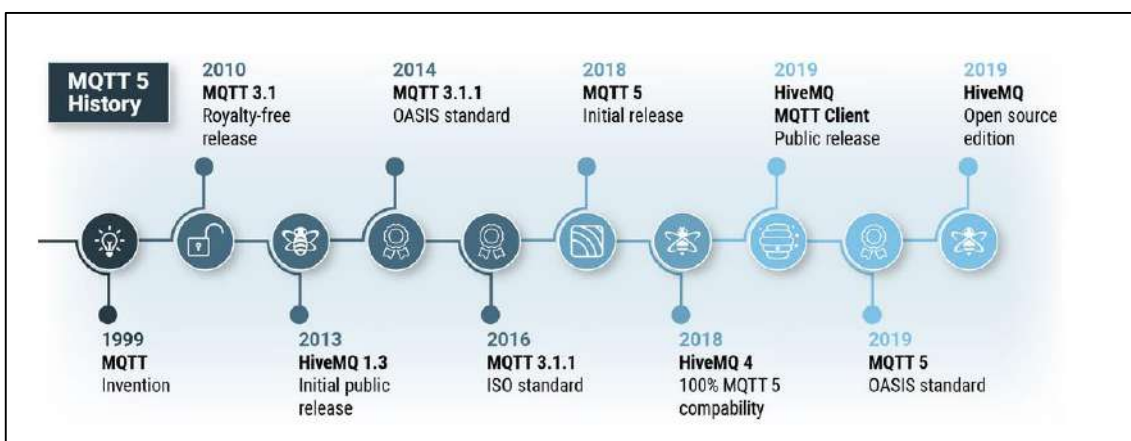 MQTT 5
History
2010
MQTT 3.1
Royalty-free
release
2014
MQTT 3.1.1
OASIS standard
2018
MQTT 5
Initial release
2019
HiveMQ
MQTT Client
Public release
2019
HiveMQ
Open source
edition
1999
MQTT
Invention
2013
HiveMQ 1.3
Initial public
release
2016
MQTT 3.1.1
ISO standard
2018
HiveMQ 4
100% MQTT 5
compability
2019
MQTT 5
OASIS standard